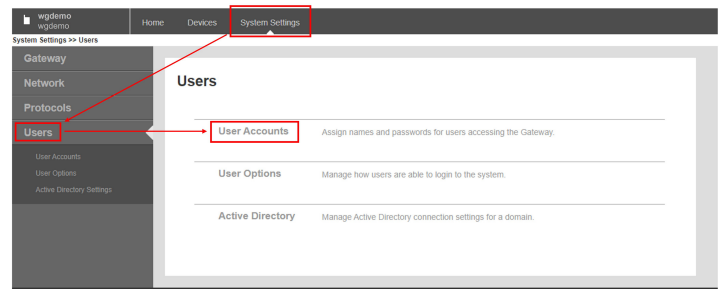 wgdemo
wgdemo
Home Devices System Settings
System Settings >> Users
Gateway
Network
Protocols
Users
User Accounts
User Options
Active Directory Settings
Users
User Accounts Assign names and passwords for users accessing the Gateway.
User Options Manage how users are able to login to the system.
Active Directory Manage Active Directory connection settings for a domain.